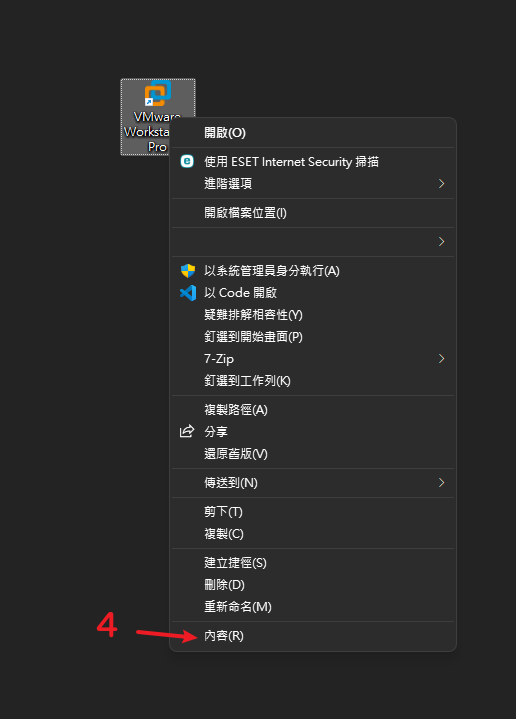 VMware
Worksta
Pro
開啟(O)
使用 ESET Internet Security 掃描
進階選項
開啟檔案位置(I)
以系統管理員身分執行(A)
以 Code 開啟
疑難排解相容性(Y)
釘選到開始畫面(P)
7-Zip
釘選到工作列(K)
複製路徑(A)
分享
還原舊版(V)
傳送到(N)
剪下(T)
複製(C)
建立捷徑(S)
刪除(D)
重新命名(M)
4
內容(R)